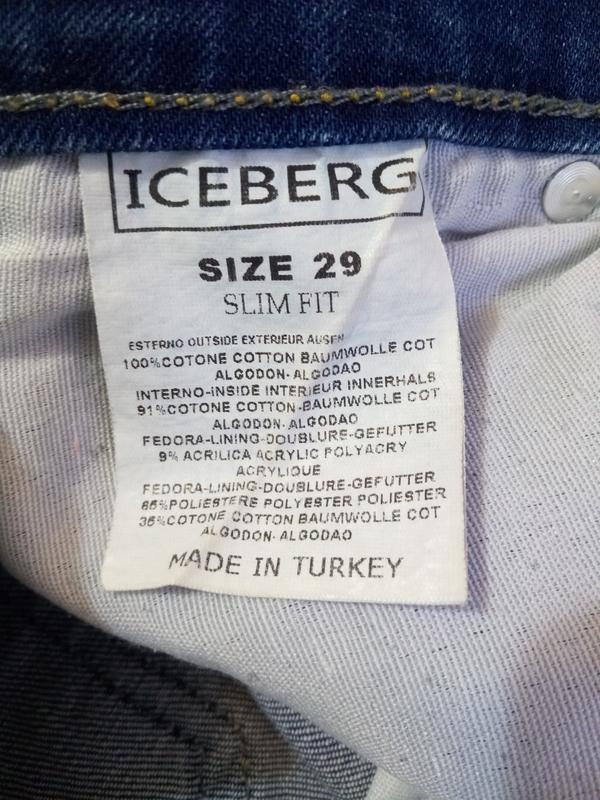 ICEBERG
SIZE 29
SLIM FIT
ESTERNO OUTSIDE EXTERIEUR AUSEN
100%COTONE COTTON BAUMWOLLE COT
ALGODON-ALGODAO
INTERNO-INSIDE INTERIEUR INNERHALS
91%COTONE COTTON-BAUMWOLLE COT
ALGODON-ALGODAO
FEDORA-LINING-DOUBLURE-GEFUTTER
9% ACRILICA ACRYLIC POLYACRY
ACRYLIQUE
FEDORA-LINING-DOUBLURE-GEFUTTER
65%POLIESTERE POLYESTER POLIESTER
35%COTONE COTTON BAUMWOLLE COT
ALGODON-ALGODAO
MADE IN TURKEY